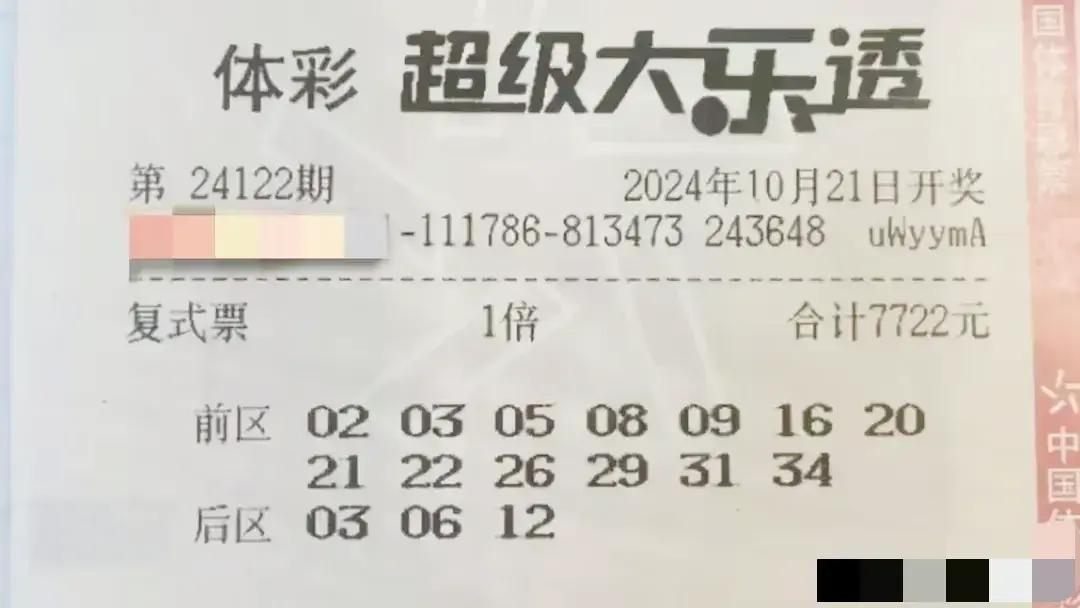 体彩 超级大乐透
第 24122期 2024年10月21日开奖
-111786-813473 243648 uWyymA
复式票 1倍 合计7722元
前区 02 03 05 08 09 16 20
21 22 26 29 31 34
后区 03 06 12
国体育彩票
中国体